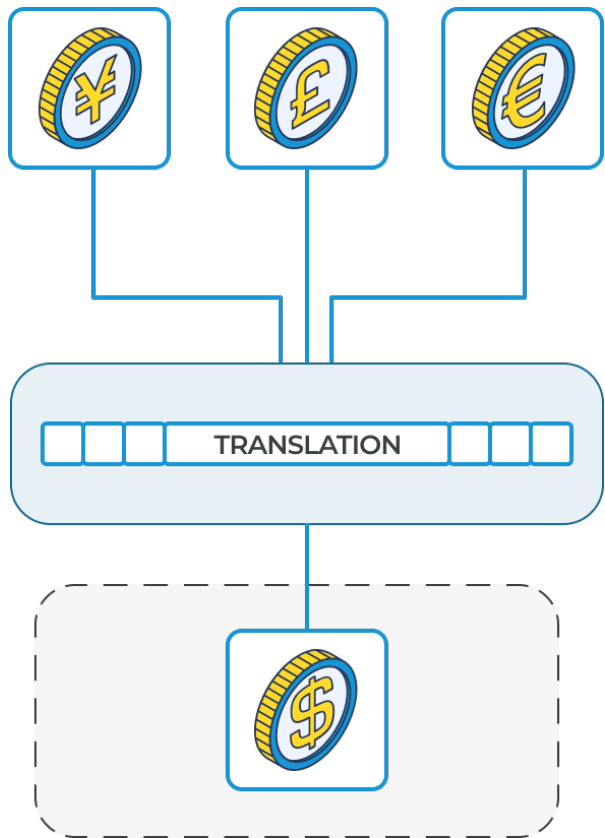 ¥ £ €
TRANSLATION
$